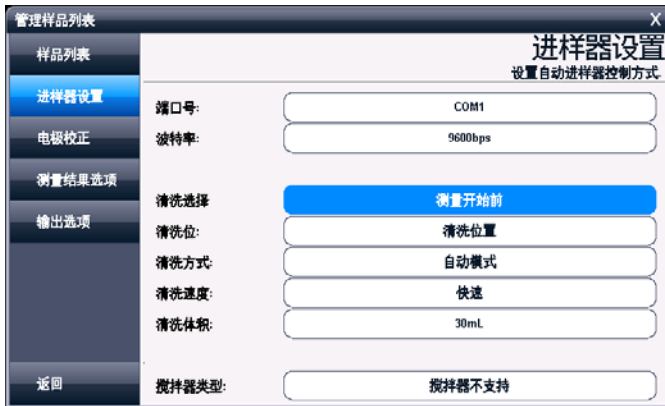 管理样品列表 X
样品列表
进样器设置
电极校正
测量结果选项
输出选项
返回
进样器设置
设置自动进样器控制方式.
端口号: COM1
波特率: 9600bps
清洗选择 测量开始前
清洗位: 清洗位置
清洗方式: 自动模式
清洗速度: 快速
清洗体积: 30mL
搅拌器类型: 搅拌器不支持